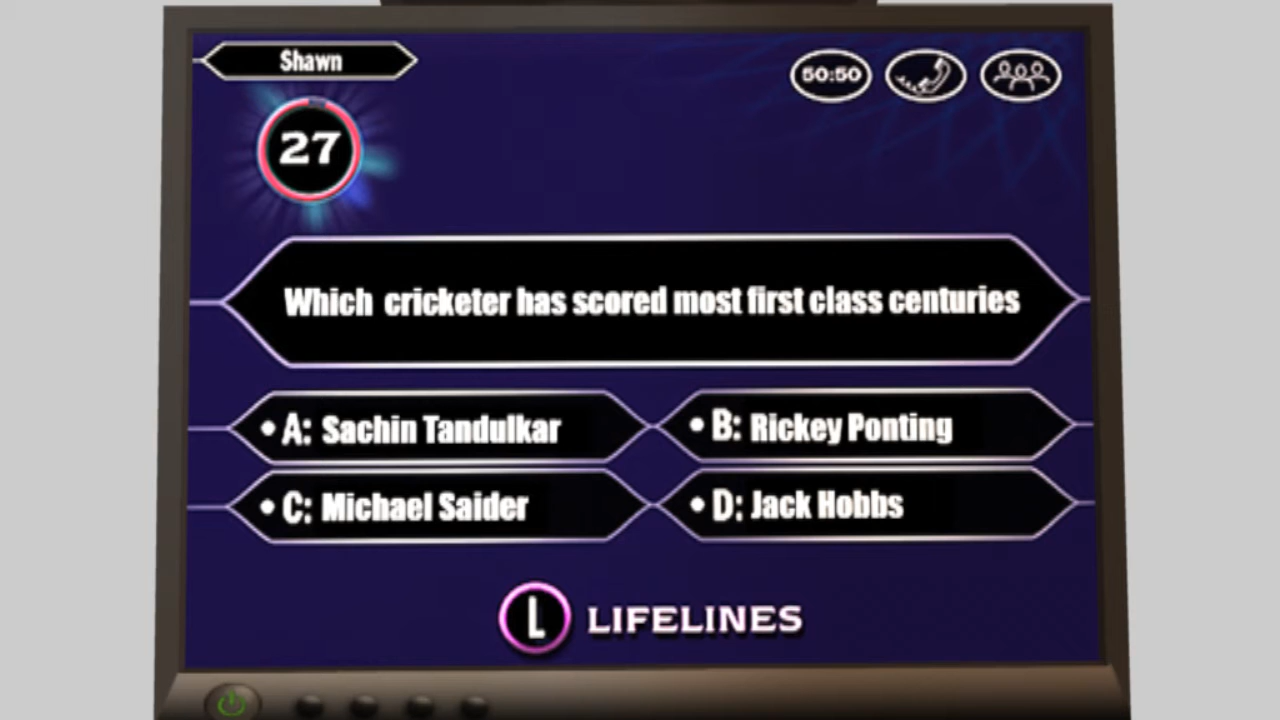 Shawn
50:50
27
Which cricketer has scored most first class centuries
A: Sachin Tandulkar
B: Rickey Ponting
C: Michael Saider
D: Jack Hobbs
L LIFELINES